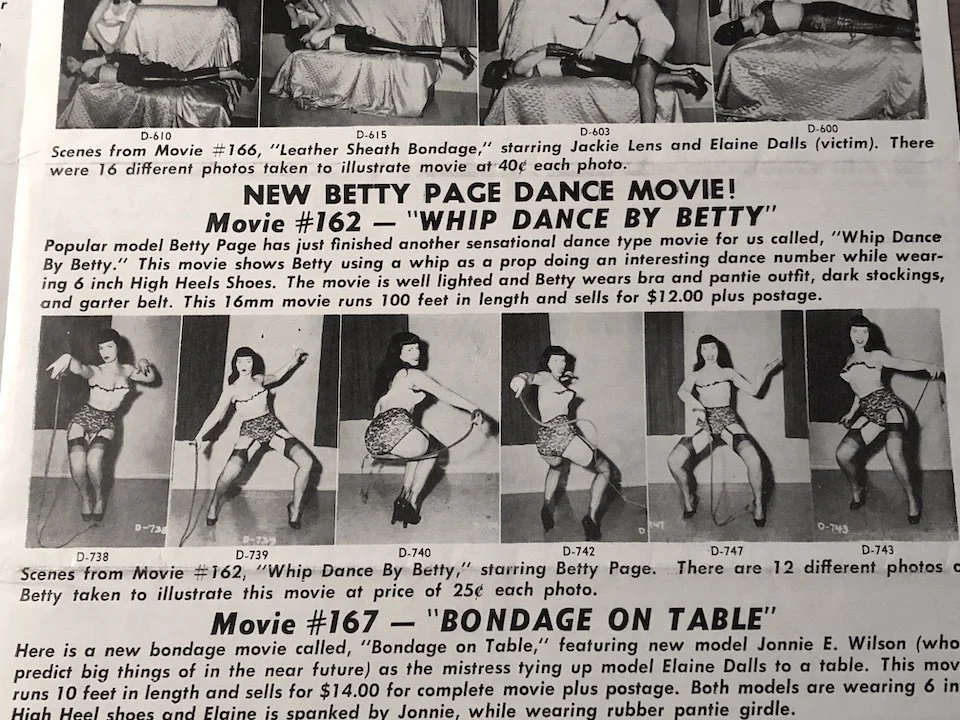 r
D-610 D-615 D-603 D-600
Scenes from Movie #166, "Leather Sheath Bondage," starring Jackie Lens and Elaine Dalls (victim). There
were 16 different photos taken to illustrate movie at 40¢ each photo.
NEW BETTY PAGE DANCE MOVIE!
Movie #162 — "WHIP DANCE BY BETTY"
Popular model Betty Page has just finished another sensational dance type movie for us called, "Whip Dance
By Betty." This movie shows Betty using a whip as a prop doing an interesting dance number while wear-
ing 6 inch High Heels Shoes. The movie is well lighted and Betty wears bra and pantie outfit, dark stockings,
and garter belt. This 16mm movie runs 100 feet in length and sells for $12.00 plus postage.
D-738 D-739 D 747 D-743
D-738 D-739 D-740 D-742 D-747 D-743
Scenes from Movie #162, "Whip Dance By Betty," starring Betty Page. There are 12 different photos o
Betty taken to illustrate this movie at price of 25¢ each photo.
Movie #167 — "BONDAGE ON TABLE"
Here is a new bondage movie called, "Bondage on Table," featuring new model Jonnie E. Wilson (who
predict big things of in the near future) as the mistress tying up model Elaine Dalls to a table. This mov
runs 10 feet in length and sells for $14.00 for complete movie plus postage. Both models are wearing 6 in
High Heel shoes and Elaine is spanked by Jonnie, while wearing rubber pantie girdle.